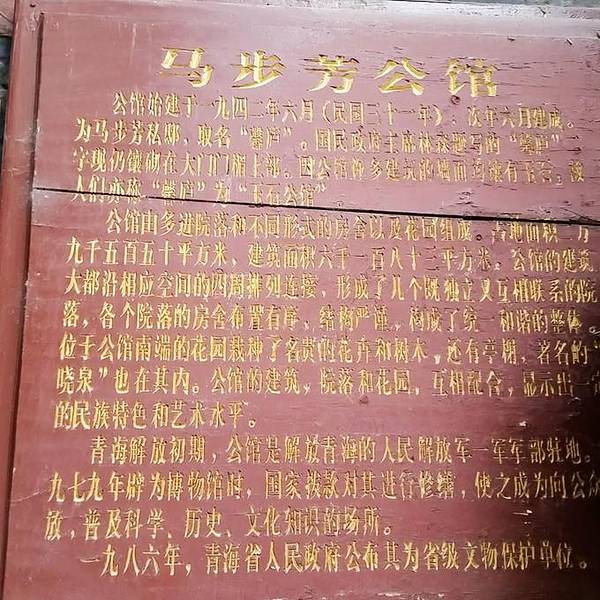 马步芳公馆
公馆始建于一九四二年六月（民国三十一年）：次年六月建成。
为马步芳私邸，取名“馨庐”。国民政府主席林森题写的“馨庐”二
字现仍镶砌在大门门楣上部。因公馆许多建筑的墙面均镶有玉石，故
人们亦称“馨庐”为“玉石公馆”
公馆由多进院落和不同形式的房舍以及花园组成。占地面积二万
九千五百五十平方米，建筑面积六千一百八十三平方米。公馆的建筑
大都沿相应空间的四周排列连接，形成了几个既独立又互相联系的院
落，各个院落的房舍布置有序、结构严谨，构成了统一和谐的整体。
位于公馆南端的花园栽种了名贵的花卉和树木，还有亭榭，著名的“
晓泉”也在其内。公馆的建筑，院落和花园，互相配合，显示出一定
的民族特色和艺术水平。
青海解放初期，公馆是解放青海的人民解放军一军军部驻地。
九七九年辟为博物馆时，国家拨款对其进行修缮，使之成为向公众
放，普及科学、历史、文化知识的场所。
一九八六年，青海省人民政府公布其为省级文物保护单位。